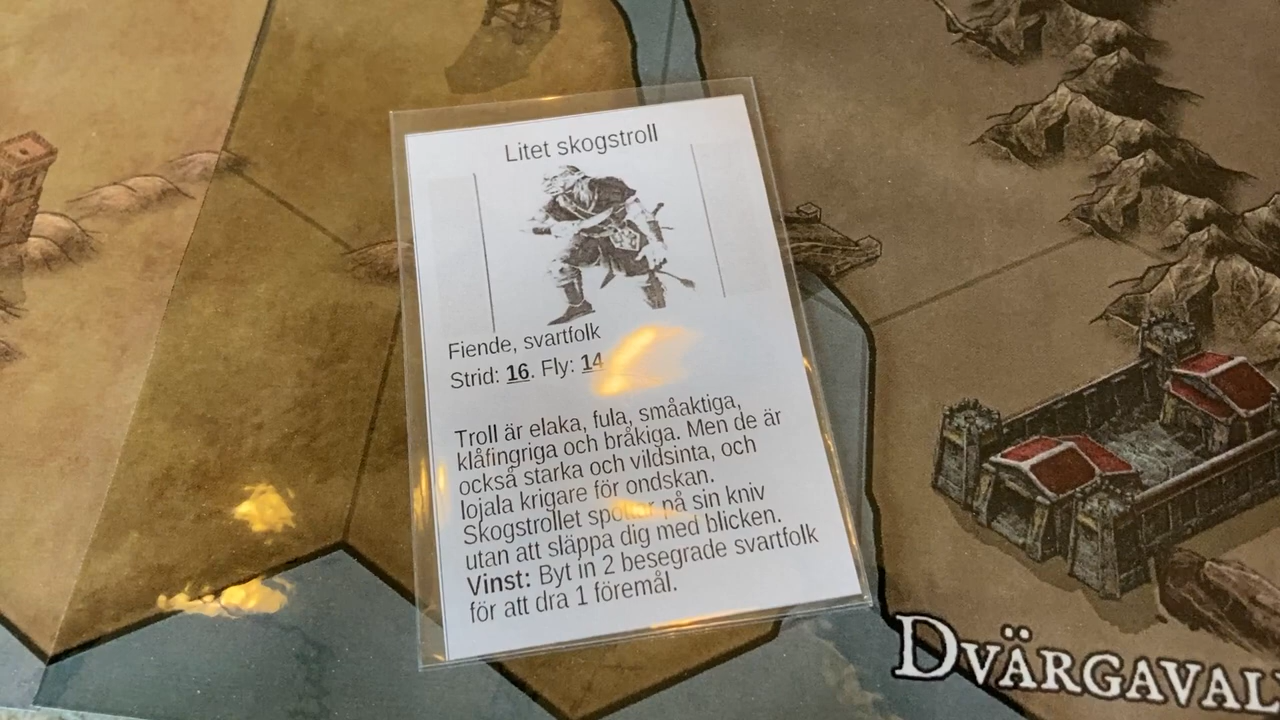 Litet skogstroll
Fiende, svartfolk
Strid: 16. Fly: 14
Troll är elaka, fula, småaktiga,
klåfingriga och bråkiga. Men de är
också starka och vildsinta, och
lojala krigare för ondskan.
Skogstrollet spottar på sin kniv
utan att släppa dig med blicken.
Vinst: Byt in 2 besegrade svartfolk
för att dra 1 föremål.